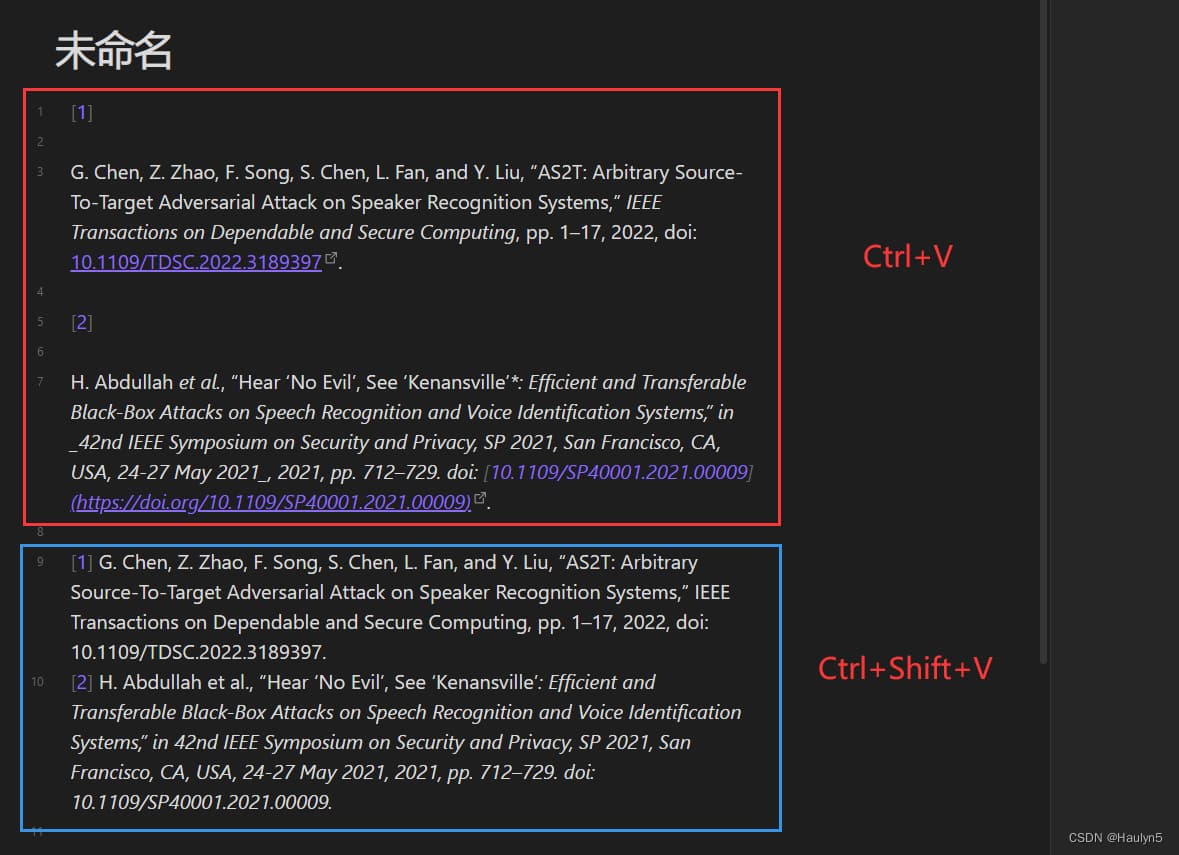 未命名
1 [1]
2
3 G. Chen, Z. Zhao, F. Song, S. Chen, L. Fan, and Y. Liu, “AS2T: Arbitrary Source-
To-Target Adversarial Attack on Speaker Recognition Systems,” IEEE
Transactions on Dependable and Secure Computing, pp. 1–17, 2022, doi:
10.1109/TDSC.2022.3189397.
Ctrl+V
4
5 [2]
6
7 H. Abdullah et al., “Hear ‘No Evil’, See ‘Kenansville’*: Efficient and Transferable
Black-Box Attacks on Speech Recognition and Voice Identification Systems,” in
_42nd IEEE Symposium on Security and Privacy, SP 2021, San Francisco, CA,
USA, 24-27 May 2021_, 2021, pp. 712–729. doi: [10.1109/SP40001.2021.00009]
(https://doi.org/10.1109/SP40001.2021.00009).
8
9 [1] G. Chen, Z. Zhao, F. Song, S. Chen, L. Fan, and Y. Liu, “AS2T: Arbitrary
Source-To-Target Adversarial Attack on Speaker Recognition Systems,” IEEE
Transactions on Dependable and Secure Computing, pp. 1–17, 2022, doi:
10.1109/TDSC.2022.3189397.
Ctrl+Shift+V
10 [2] H. Abdullah et al., “Hear ‘No Evil’, See ‘Kenansville’: Efficient and
Transferable Black-Box Attacks on Speech Recognition and Voice Identification
Systems,” in 42nd IEEE Symposium on Security and Privacy, SP 2021, San
Francisco, CA, USA, 24-27 May 2021, 2021, pp. 712–729. doi:
10.1109/SP40001.2021.00009.
11
CSDN @Haulyn5